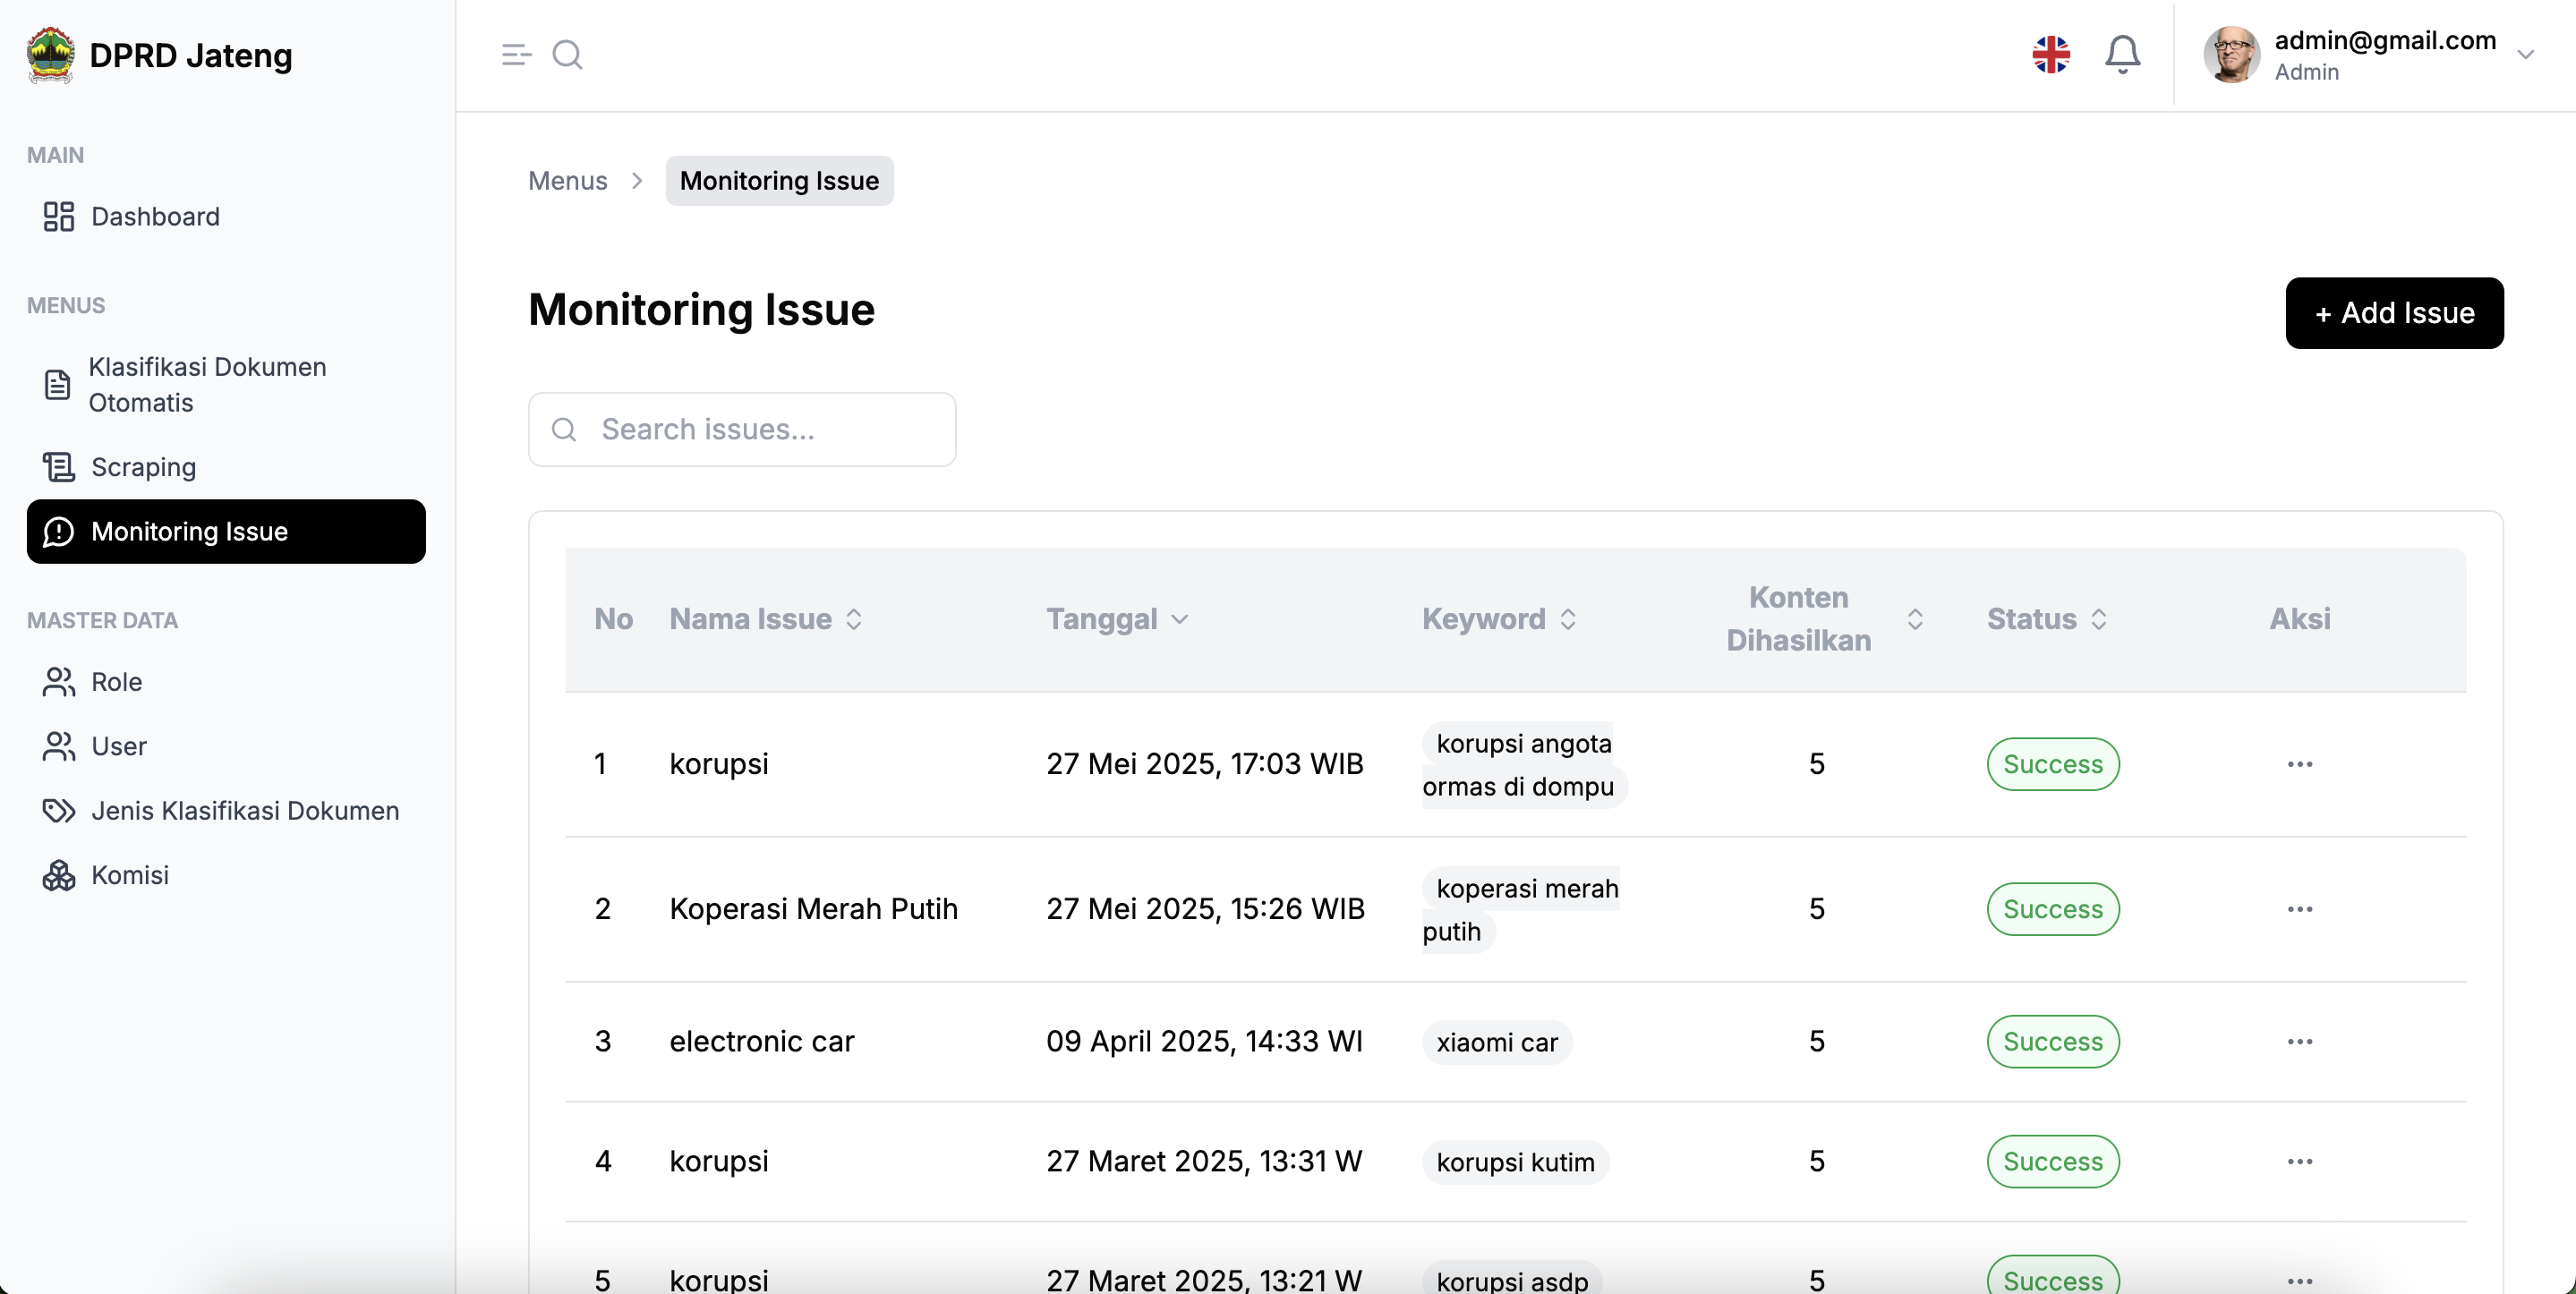 DPRD Jateng
admin@gmail.com
Admin
MAIN
Dashboard
MENUS
Klasifikasi Dokumen
Otomatis
Scraping
Monitoring Issue
MASTER DATA
Role
User
Jenis Klasifikasi Dokumen
Komisi
Menus > Monitoring Issue
Monitoring Issue
+ Add Issue
Search issues...
No Nama Issue Tanggal Keyword Konten Dihasilkan Status Aksi
1 korupsi 27 Mei 2025, 17:03 WIB korupsi angota ormas di dompu 5 Success ...
2 Koperasi Merah Putih 27 Mei 2025, 15:26 WIB koperasi merah putih 5 Success ...
3 electronic car 09 April 2025, 14:33 WI xiaomi car 5 Success ...
4 korupsi 27 Maret 2025, 13:31 W korupsi kutim 5 Success ...
5 korupsi 27 Maret 2025, 13:21 W korupsi asdp 5 Success ...